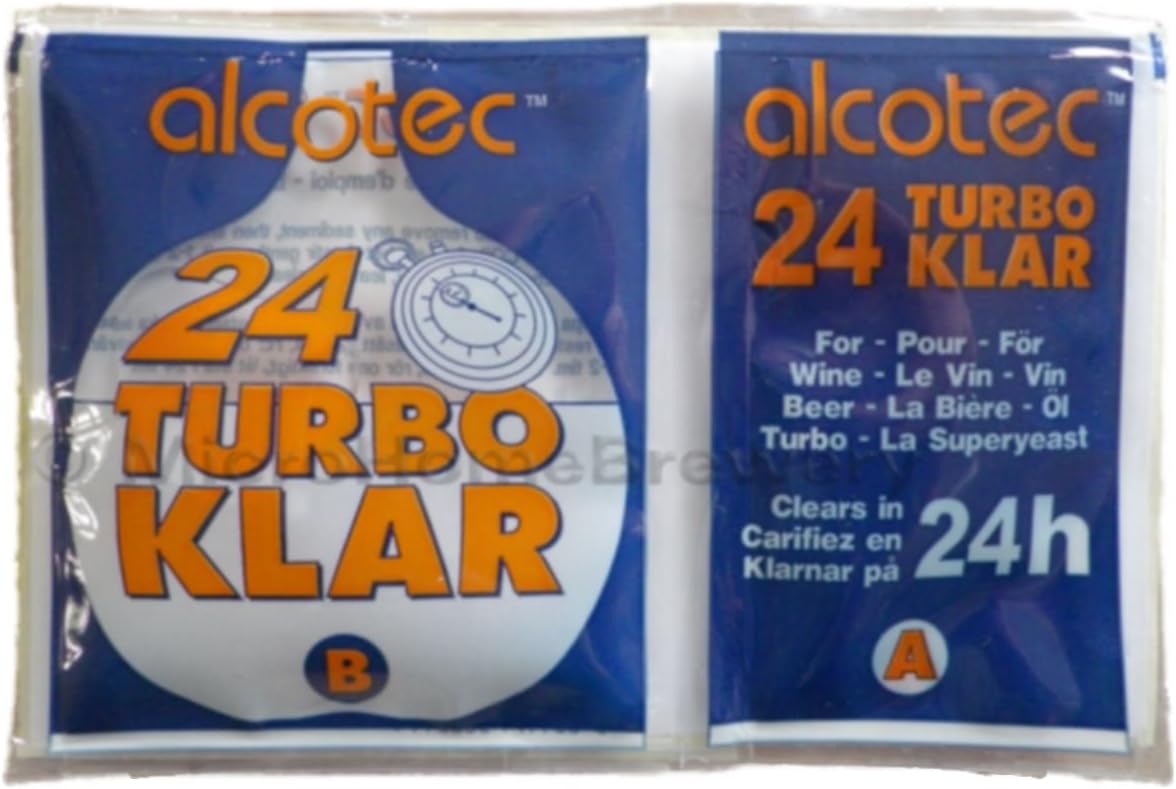 alcotec™
24
TURBO
KLAR
B
alcotec™
24 TURBO
KLAR
For - Pour - För
Wine - Le Vin - Vin
Beer - La Bière - Öl
Turbo - La Superyeast
Clears in
Carifiez en
Klarnar på
24h
A
© MicroHomeBrewery